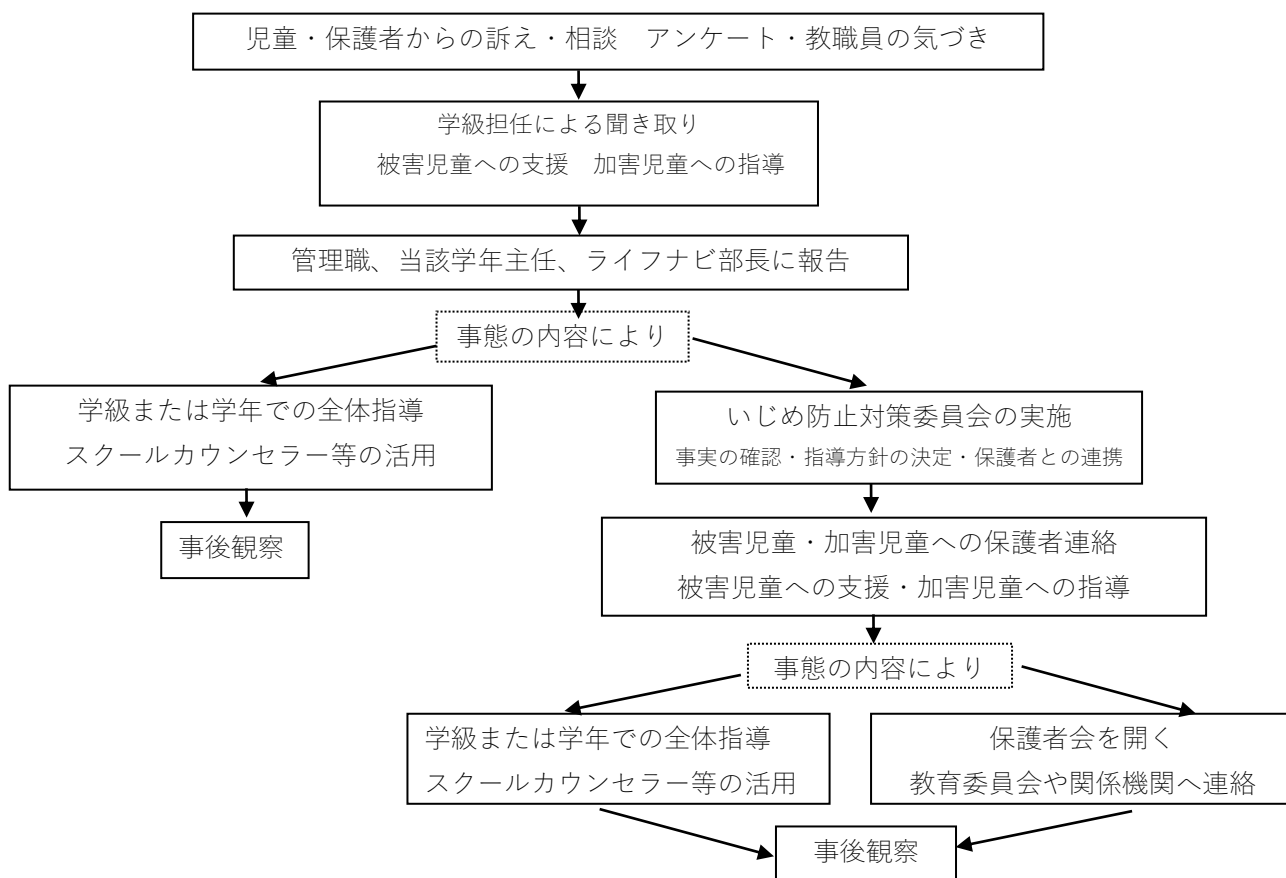 児童・保護者からの訴え・相談　アンケート・教職員の気づき
学級担任による聞き取り
被害児童への支援　加害児童への指導
管理職、当該学年主任、ライフナビ部長に報告
事態の内容により
学級または学年での全体指導
スクールカウンセラー等の活用
事後観察
いじめ防止対策委員会の実施
事実の確認・指導方針の決定・保護者との連携
被害児童・加害児童への保護者連絡
被害児童への支援・加害児童への指導
事態の内容により
学級または学年での全体指導
スクールカウンセラー等の活用
保護者会を開く
教育委員会や関係機関へ連絡
事後観察